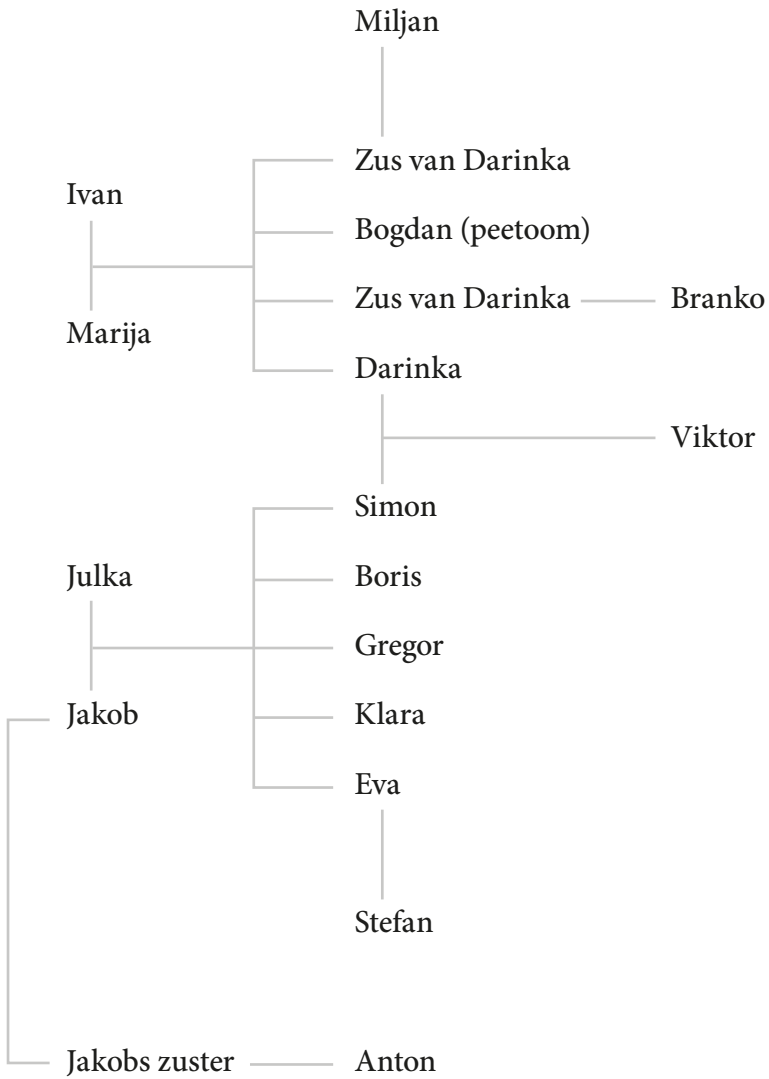 Miljan
Zus van Darinka
Ivan
Bogdan (peetoom)
Zus van Darinka Branko
Marija
Darinka
Viktor
Simon
Julka
Boris
Gregor
Jakob
Klara
Eva
Stefan
Jakobs zuster Anton